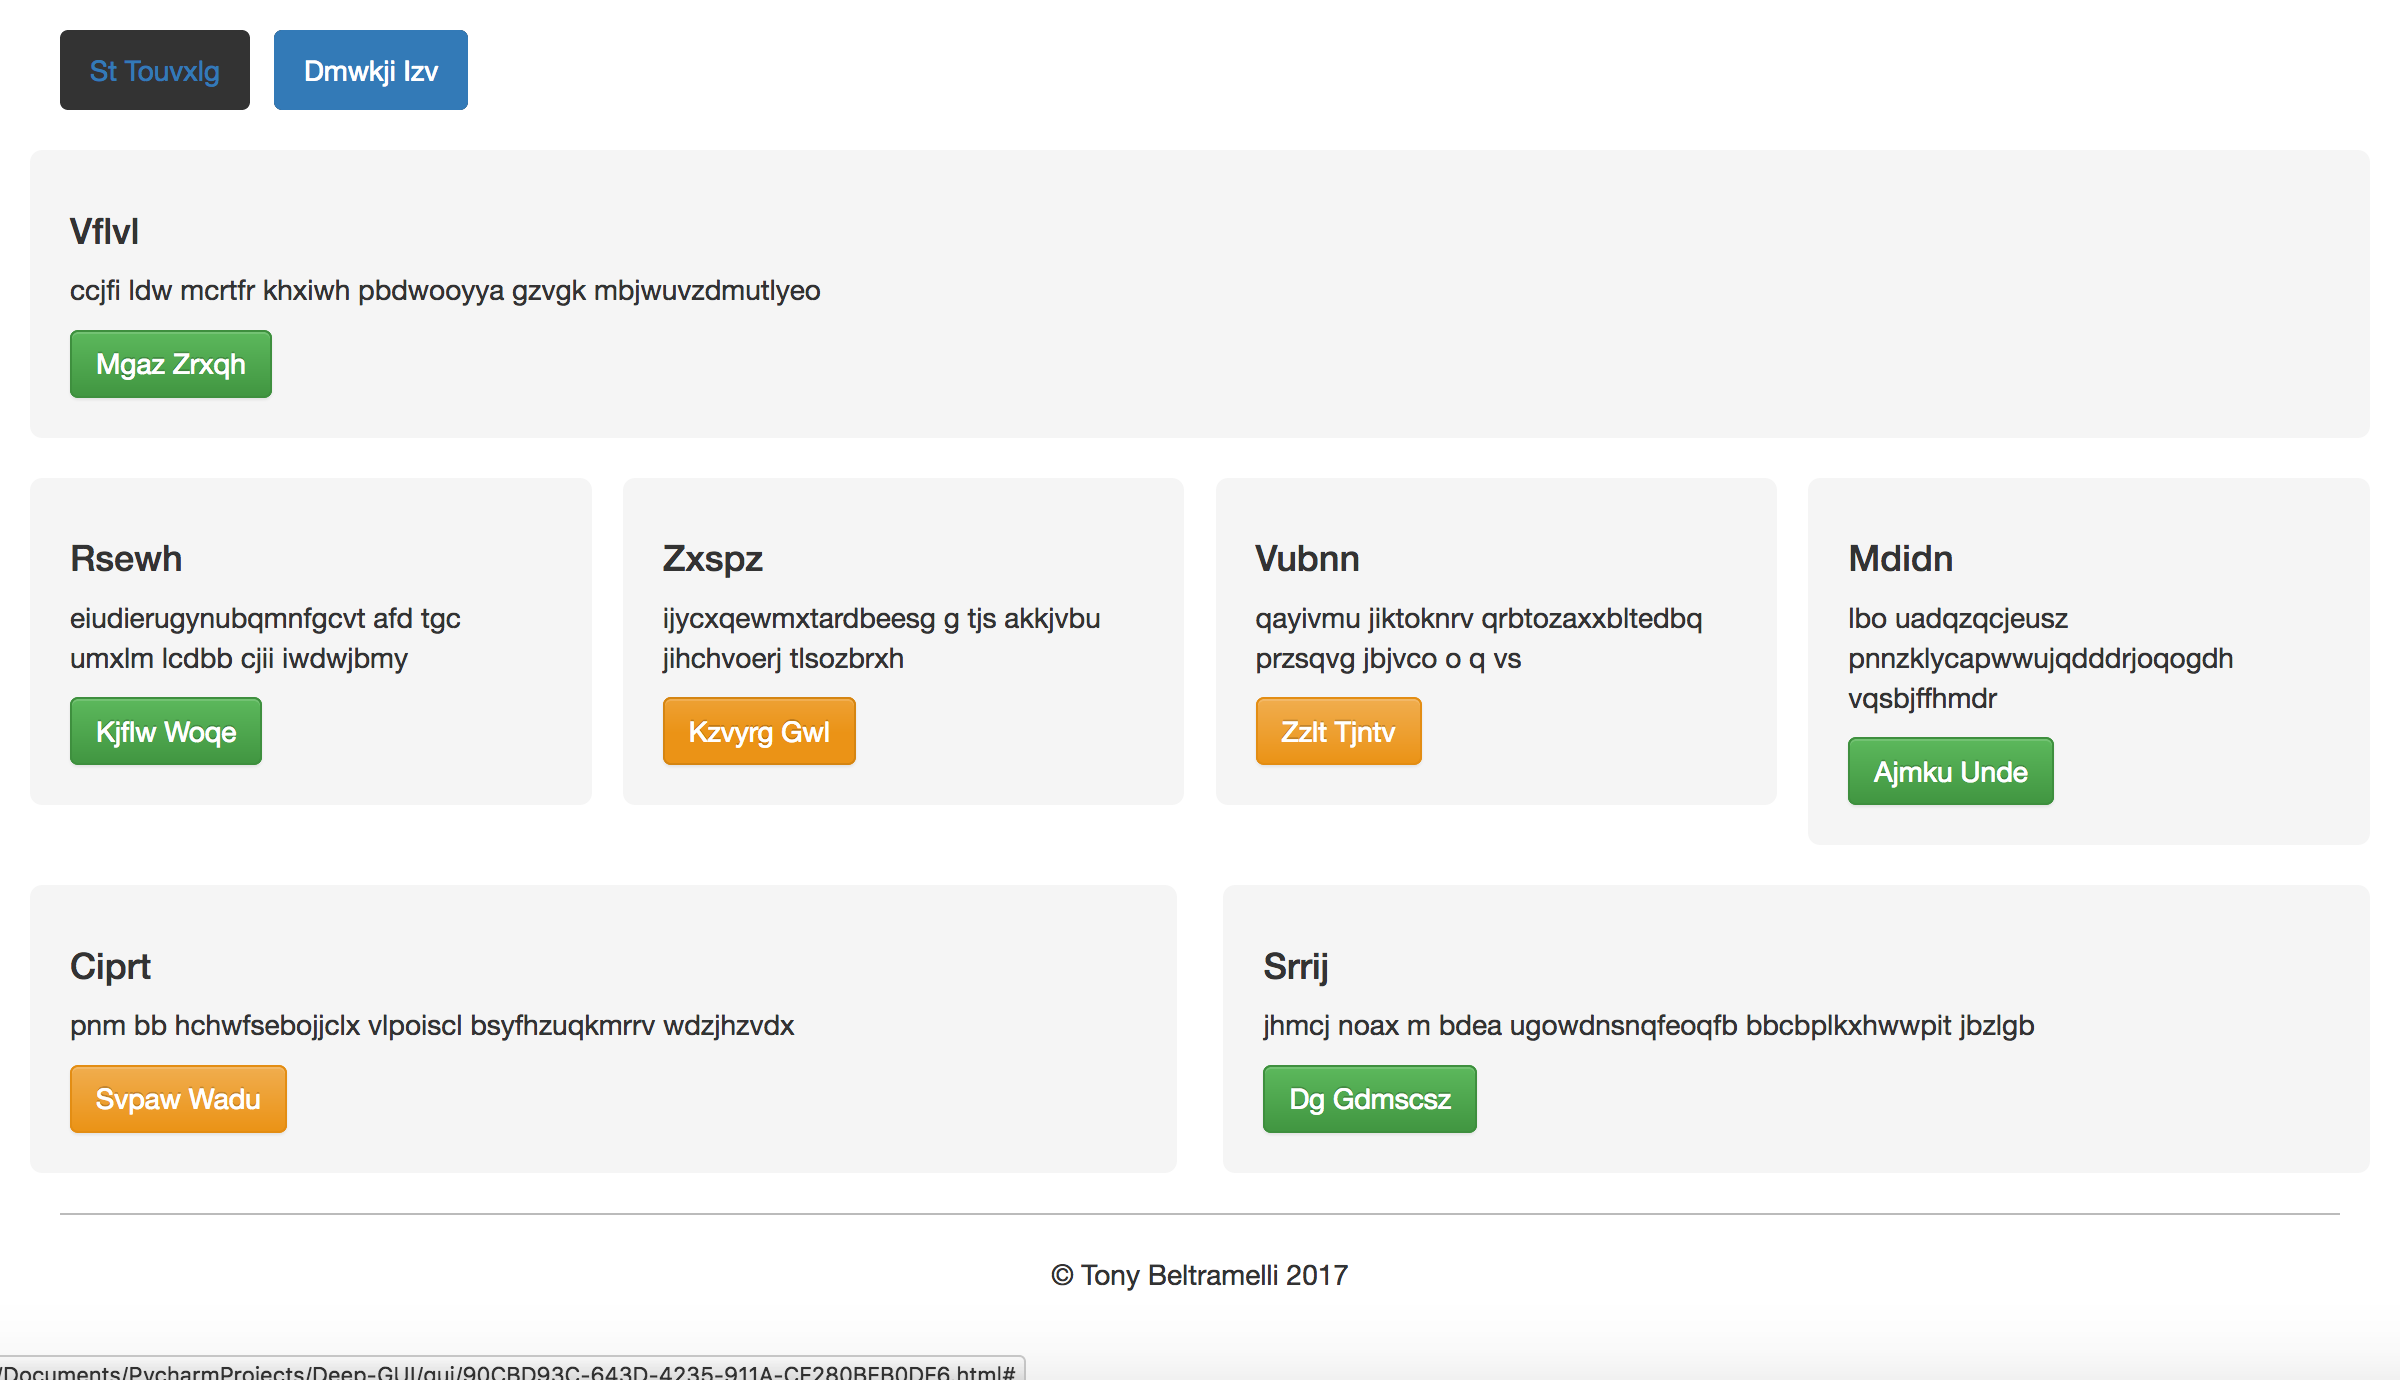 St Touvxlg
Dmwkji Izv
Vflvl
ccjfi ldw mcrtfr khxiwh pbdwooyya gzvgk mbjwuvzdmutlyeo
Mgaz Zrxqh
Rsewh
eiudierugynubqmnfgcvt afd tgc
umxlm lcdbb cjii iwdwjbmy
Kjflw Woqe
Zxspz
ijycxqewmxtardbeesg g tjs akkjvbu
jihchvoerj tlsozbrxh
Kzvyrg Gwl
Vubnn
qayivmu jiktoknrv qrbtozaxxbltedbq
przsqvg jbjvco o q vs
Zzlt Tjntv
Mdidn
lbo uadqzqcjeusz
pnnzklycapwwujqdddrjoqogdh
vqsbjffhmdr
Ajmku Unde
Ciprt
pnm bb hchwfsebojjclx vlpoiscl bsyfhzuqkmrrv wdzjhzvdx
Svpaw Wadu
Srrij
jhmcj noax m bdea ugowdnsnqfeoqfb bbcbplkxhwwpit jbzlgb
Dg Gdmscsz
© Tony Beltramelli 2017
/Documents/PycharmProjects/Deep-GUI/gui/90CBD93C-643D-4235-911A-CF280BFB0DF6.html#